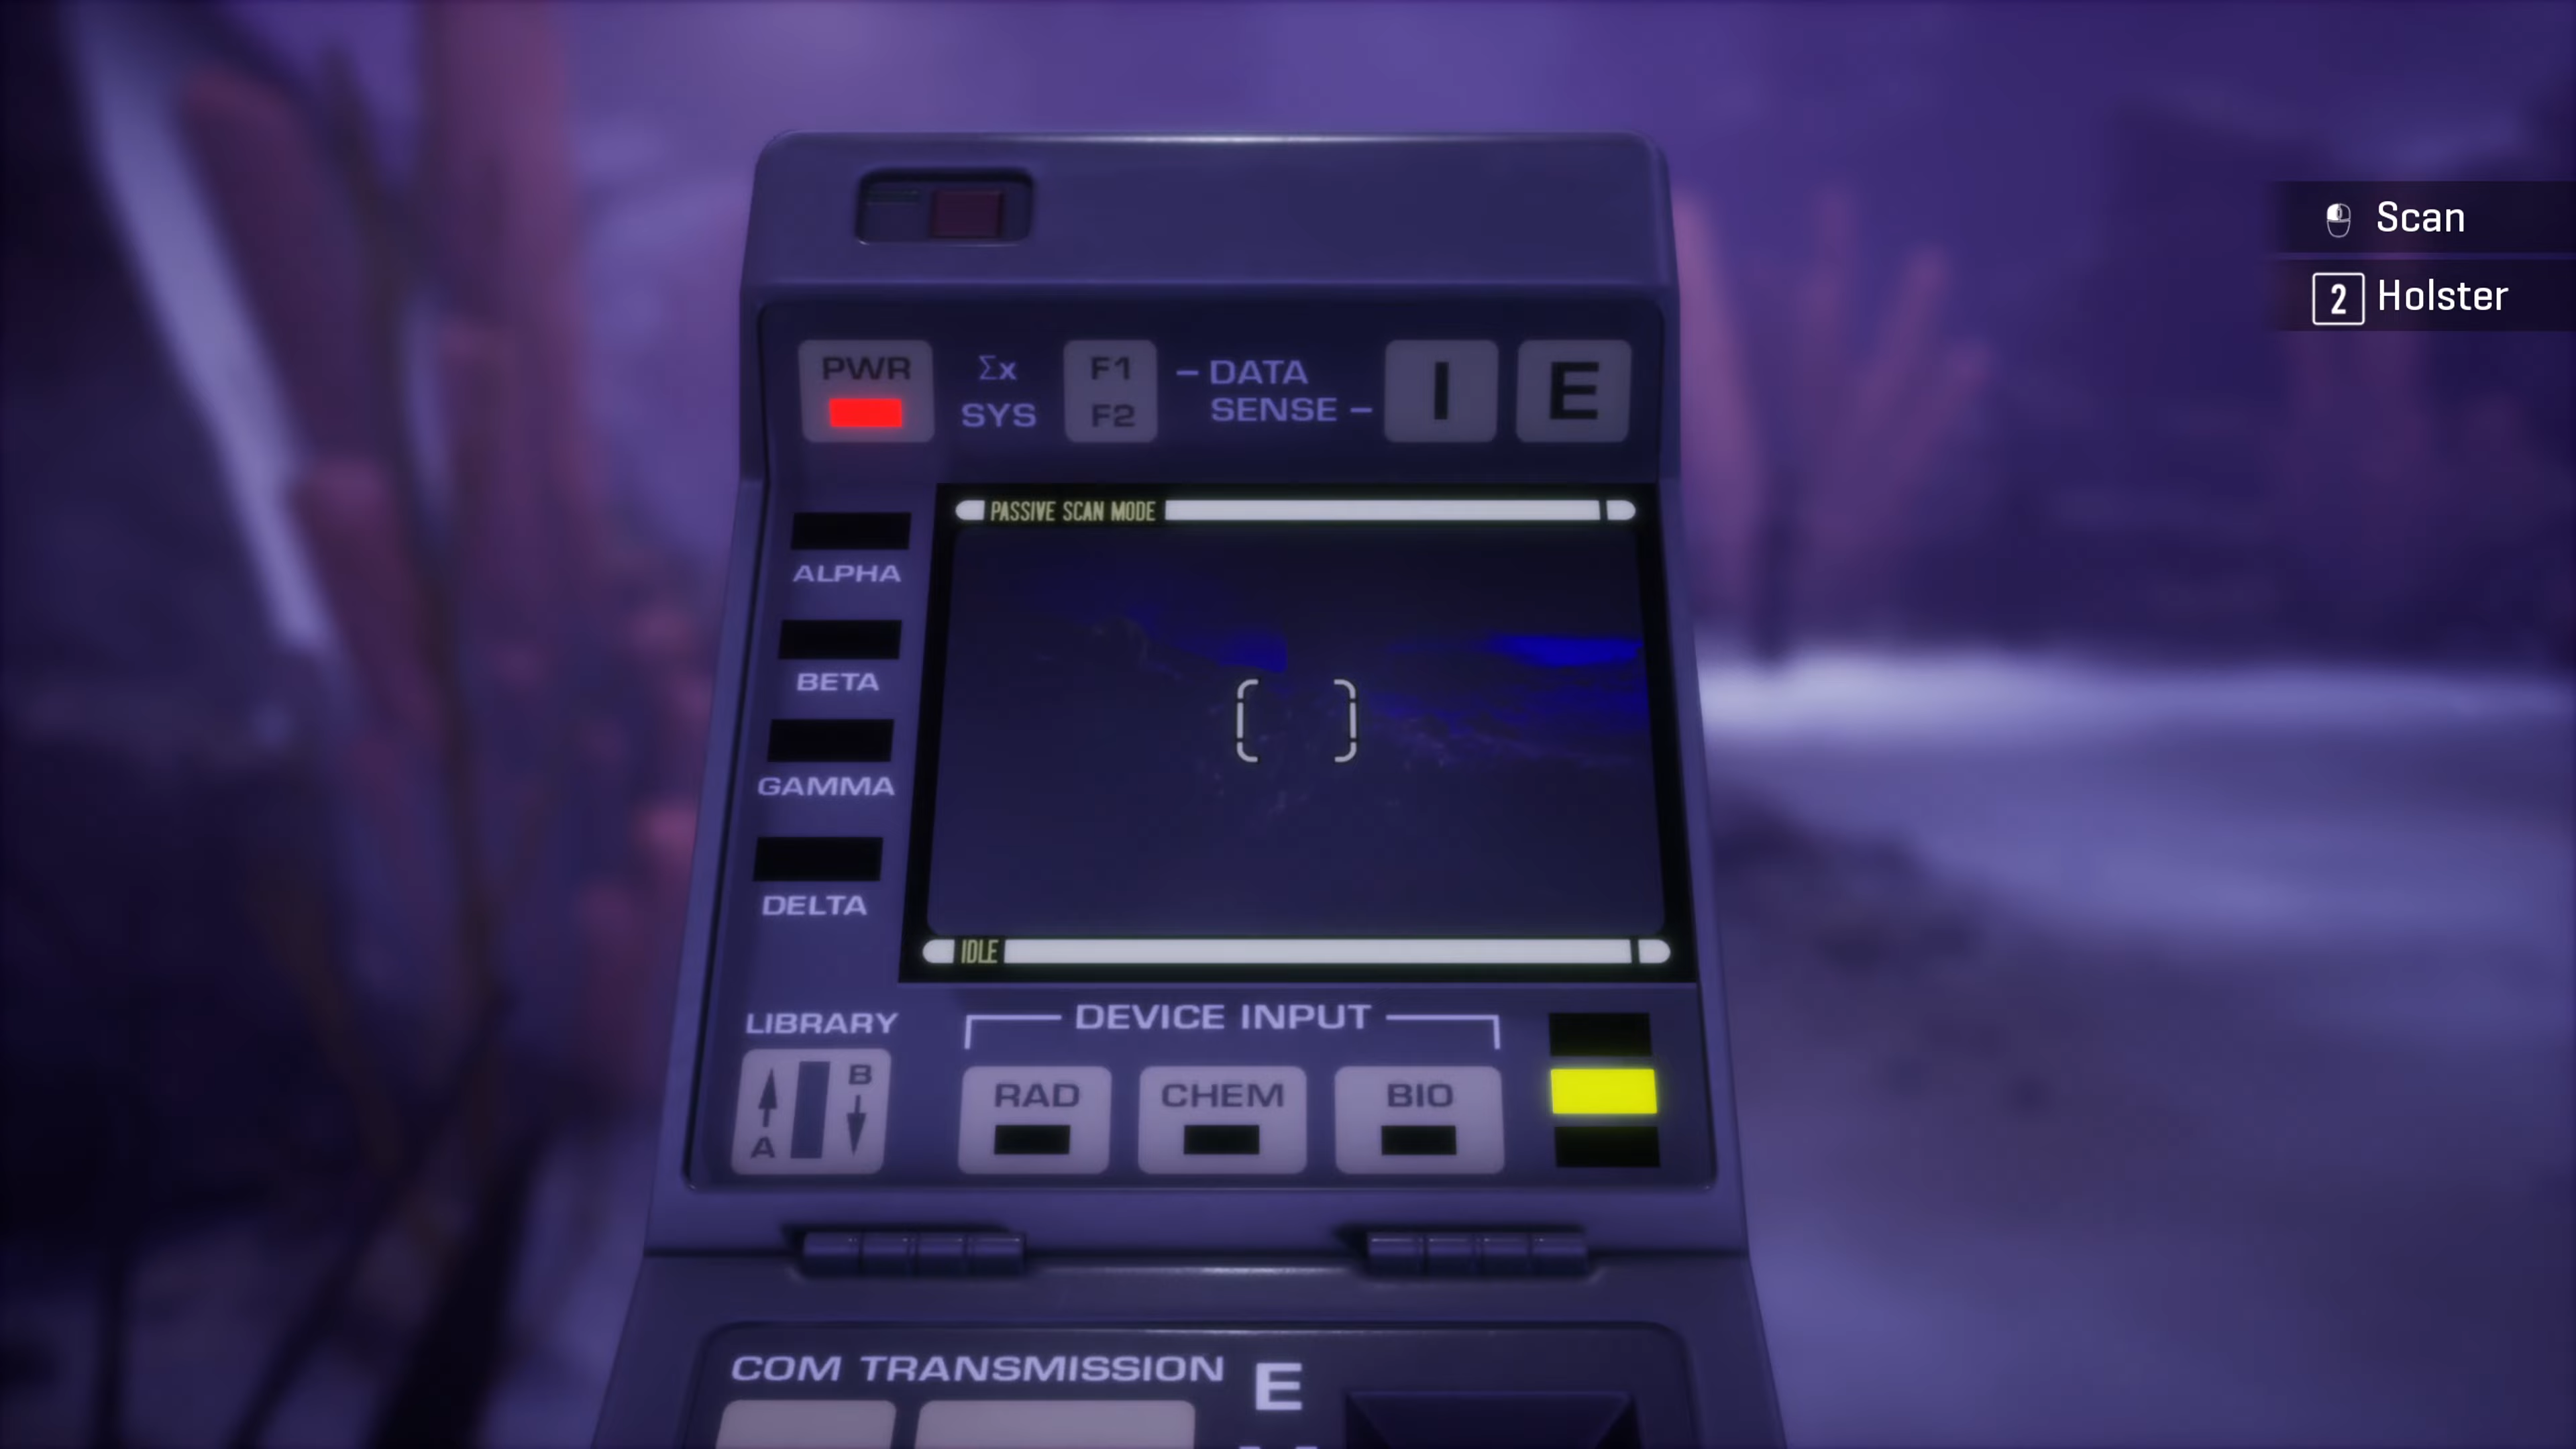 Scan
2 Holster
PWR
Σx
SYS
F1
F2
– DATA
SENSE –
I
E
PASSIVE SCAN MODE
ALPHA
BETA
GAMMA
DELTA
IDLE
LIBRARY
A
B
DEVICE INPUT
RAD
CHEM
BIO
COM TRANSMISSION
E